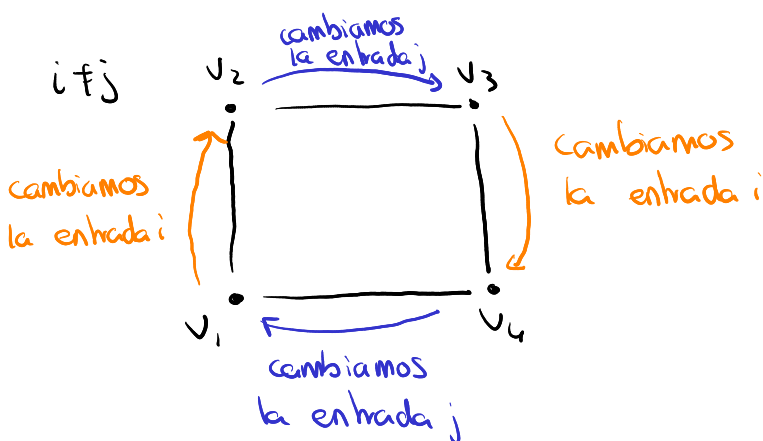 cambiamos
la entrada j
i ≠ j
V2
V3
cambiamos
la entrada i
cambiamos
la entrada i
V1
V4
cambiamos
la entrada j